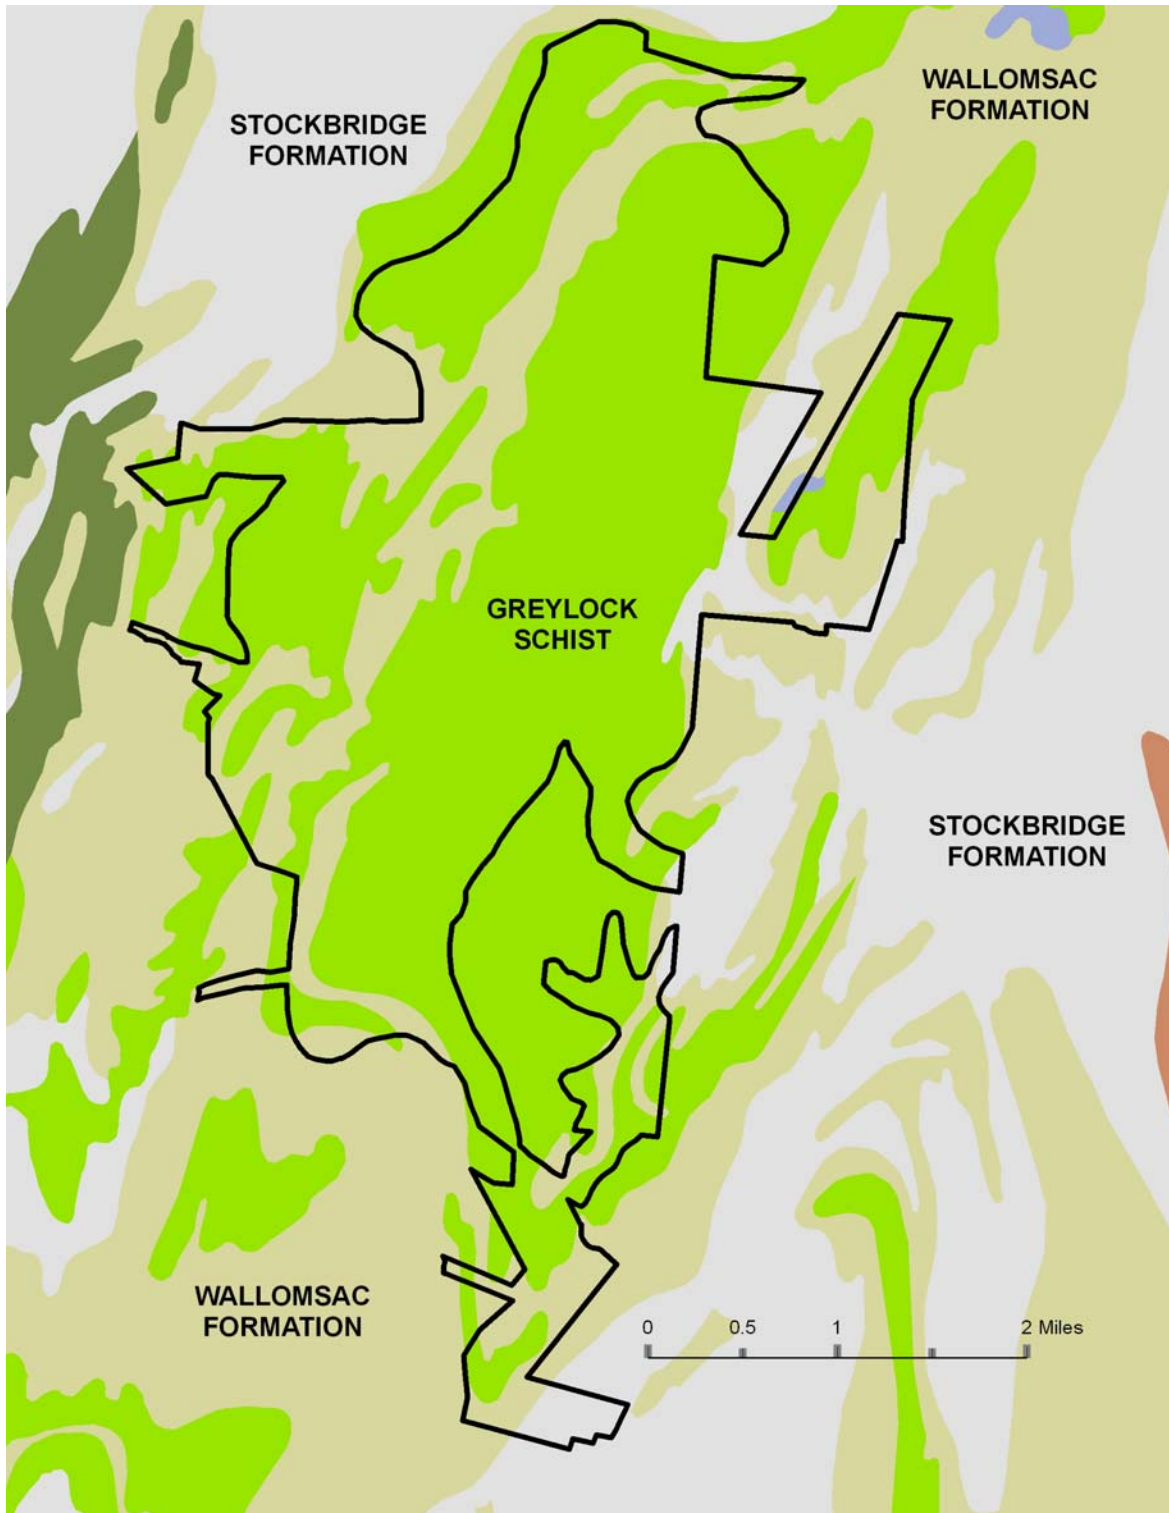 WALLOMSAC
FORMATION
STOCKBRIDGE
FORMATION
GREYLOCK
SCHIST
STOCKBRIDGE
FORMATION
WALLOMSAC
FORMATION
0 0.5 1 2 Miles